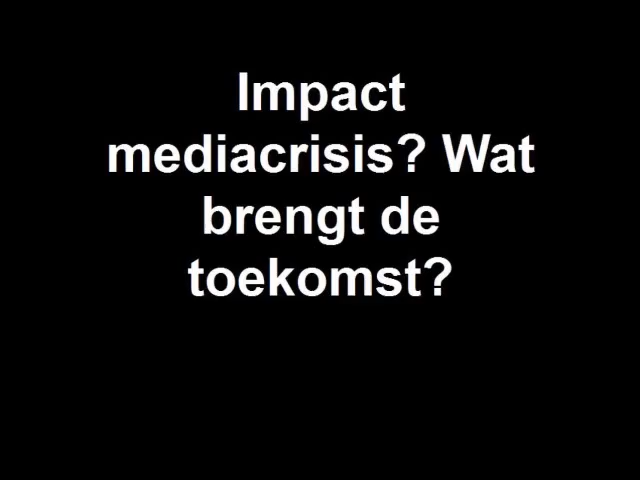 Impact
mediacrisis? Wat
brengt de
toekomst?